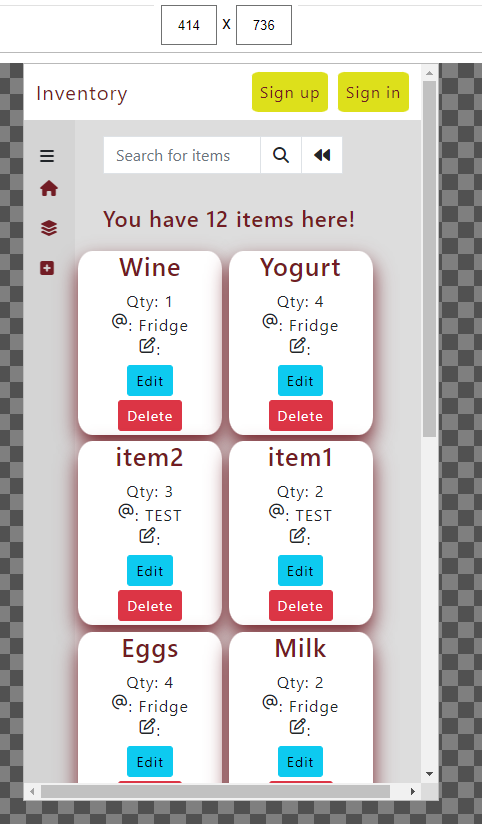 414 x 736
Inventory Sign up Sign in
Search for items
You have 12 items here!
Wine Yogurt
Qty: 1 Qty: 4
@: Fridge @: Fridge
: :
Edit Edit
Delete Delete
item2 item1
Qty: 3 Qty: 2
@: TEST @: TEST
: :
Edit Edit
Delete Delete
Eggs Milk
Qty: 4 Qty: 2
@: Fridge @: Fridge
: :
Edit Edit